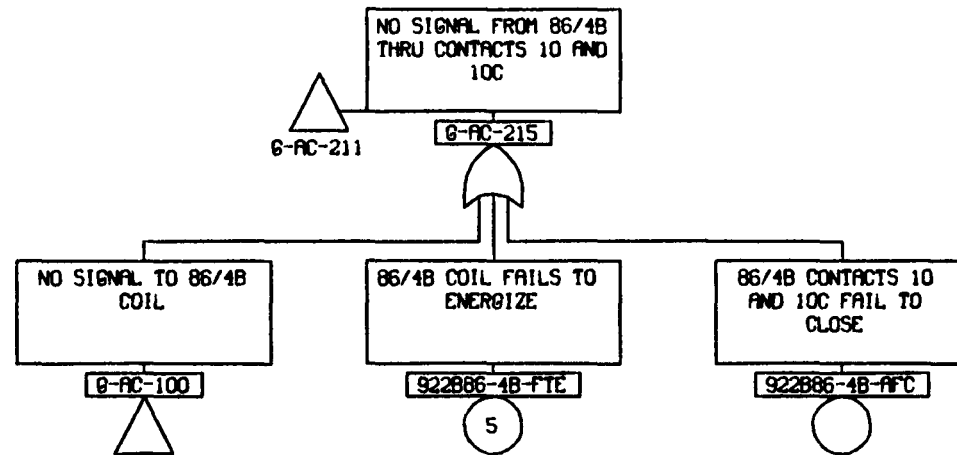 NO SIGNAL FROM 86/4B
THRU CONTACTS 10 AND
10C
G-AC-211
G-AC-215
NO SIGNAL TO 86/4B
COIL
86/4B COIL FAILS TO
ENERGIZE
86/4B CONTACTS 10
AND 10C FAIL TO
CLOSE
G-AC-100
922B86-4B-FTE
922B86-4B-AFC
5